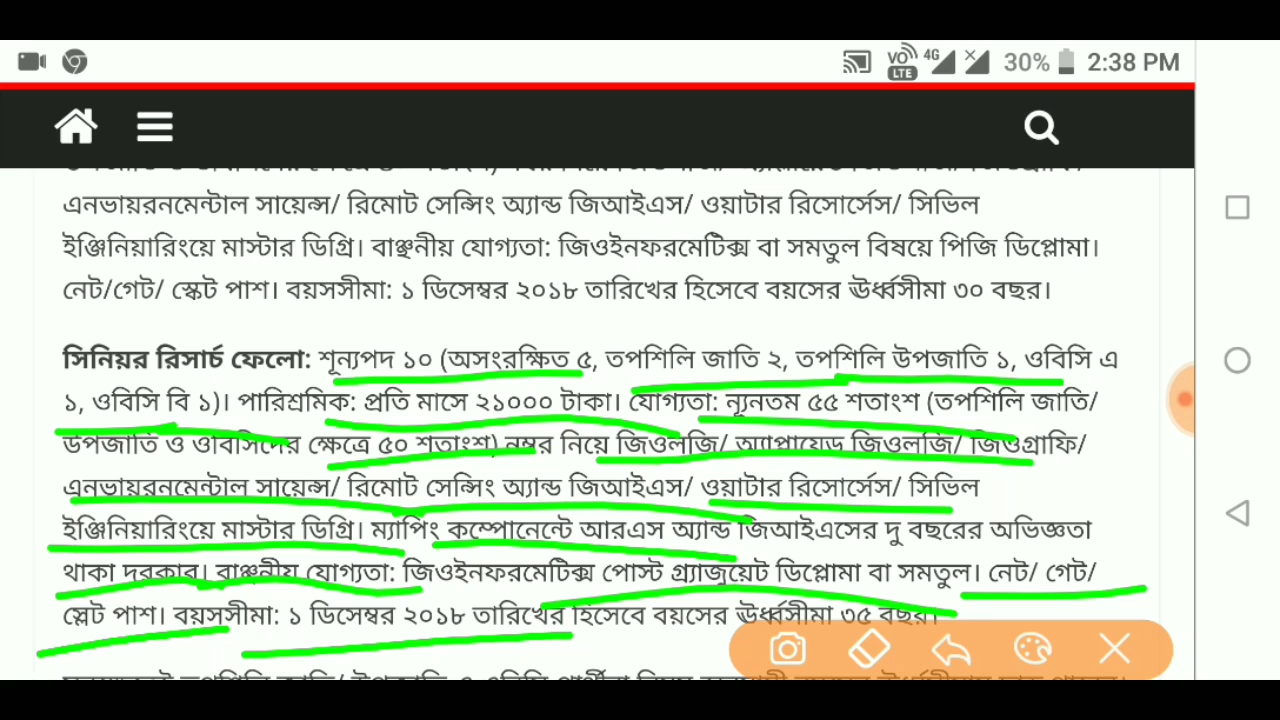 VO LTE 4G 30% 2:38 PM
এনভায়রনমেন্টাল সায়েন্স/ রিমোট সেন্সিং অ্যান্ড জিআইএস/ ওয়াটার রিসোর্সেস/ সিভিল
ইঞ্জিনিয়ারিংয়ে মাস্টার ডিগ্রি। বাঞ্ছনীয় যোগ্যতা: জিওইনফরমেটিক্স বা সমতুল বিষয়ে পিজি ডিপ্লোমা।
নেট/গেট/ স্কেট পাশ। বয়সসীমা: ১ ডিসেম্বর ২০১৮ তারিখের হিসেবে বয়সের ঊর্ধ্বসীমা ৩০ বছর।
সিনিয়র রিসার্চ ফেলো: শূন্যপদ ১০ (অসংরক্ষিত ৫, তপশিলি জাতি ২, তপশিলি উপজাতি ১, ওবিসি এ
১, ওবিসি বি ১)। পারিশ্রমিক: প্রতি মাসে ২১০০০ টাকা। যোগ্যতা: ন্যূনতম ৫৫ শতাংশ (তপশিলি জাতি/
উপজাতি ও ওবিসিদের ক্ষেত্রে ৫০ শতাংশ) নম্বর নিয়ে জিওলজি/ অ্যাপ্লায়েড জিওলজি/ জিওগ্রাফি/
এনভায়রনমেন্টাল সায়েন্স/ রিমোট সেন্সিং অ্যান্ড জিআইএস/ ওয়াটার রিসোর্সেস/ সিভিল
ইঞ্জিনিয়ারিংয়ে মাস্টার ডিগ্রি। ম্যাপিং কম্পোনেন্টে আরএস অ্যান্ড জিআইএসের দু বছরের অভিজ্ঞতা
থাকা দরকার। বাঞ্ছনীয় যোগ্যতা: জিওইনফরমেটিক্স পোস্ট গ্র্যাজুয়েট ডিপ্লোমা বা সমতুল। নেট/ গেট/
স্লেট পাশ। বয়সসীমা: ১ ডিসেম্বর ২০১৮ তারিখের হিসেবে বয়সের ঊর্ধ্বসীমা ৩৫ বছর।